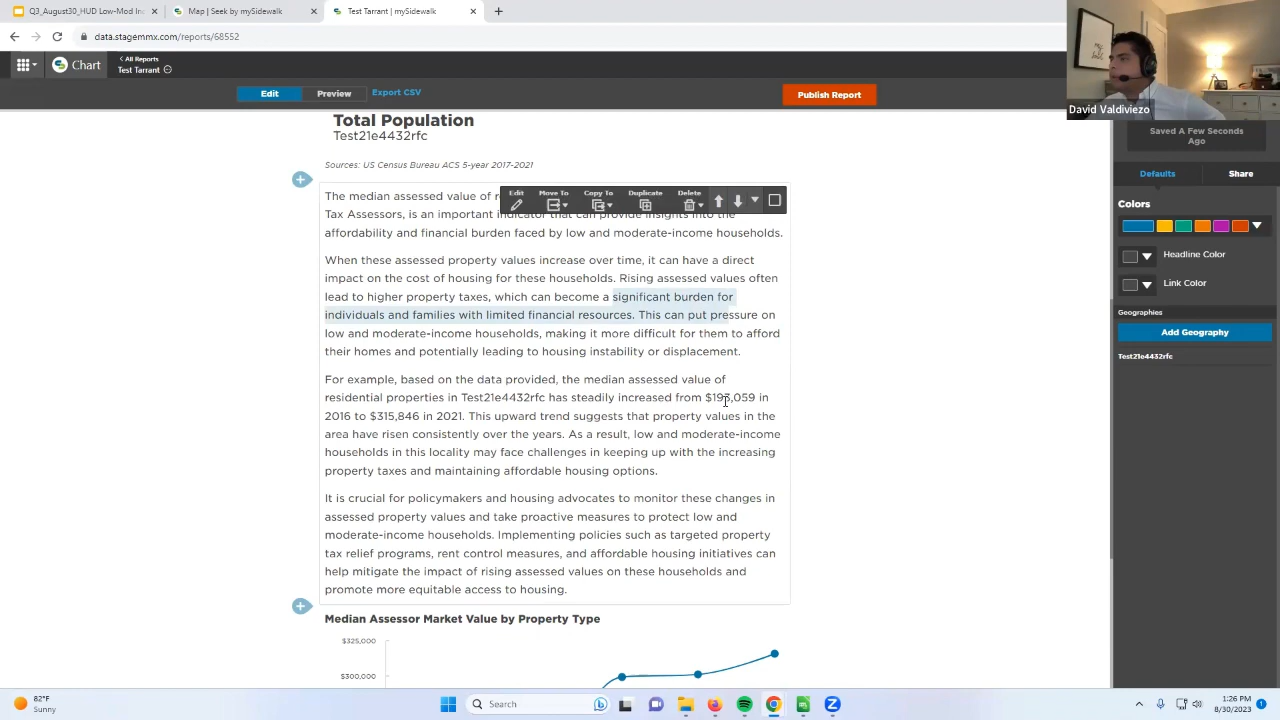 Q3_August30_HUD Low-Mod In
Map | Seek by mySidewalk
Test Tarrant | mySidewalk
data.stagemmx.com/reports/68552
David Valdiviezo
Chart
All Reports
Test Tarrant
Edit
Preview
Export CSV
Publish Report
Saved A Few Seconds
Ago
Defaults
Share
Colors
Headline Color
Link Color
Geographies
Add Geography
Test21e4432rfc
Total Population
Test21e4432rfc
Sources: US Census Bureau ACS 5-year 2017-2021
Edit
Move To
Copy To
Duplicate
Delete
The median assessed value of
Tax Assessors, is an important indicator that can provide insights into the
affordability and financial burden faced by low and moderate-income households.
When these assessed property values increase over time, it can have a direct
impact on the cost of housing for these households. Rising assessed values often
lead to higher property taxes, which can become a significant burden for
individuals and families with limited financial resources. This can put pressure on
low and moderate-income households, making it more difficult for them to afford
their homes and potentially leading to housing instability or displacement.
For example, based on the data provided, the median assessed value of
residential properties in Test21e4432rfc has steadily increased from $193,059 in
2016 to $315,846 in 2021. This upward trend suggests that property values in the
area have risen consistently over the years. As a result, low and moderate-income
households in this locality may face challenges in keeping up with the increasing
property taxes and maintaining affordable housing options.
It is crucial for policymakers and housing advocates to monitor these changes in
assessed property values and take proactive measures to protect low and
moderate-income households. Implementing policies such as targeted property
tax relief programs, rent control measures, and affordable housing initiatives can
help mitigate the impact of rising assessed values on these households and
promote more equitable access to housing.
Median Assessor Market Value by Property Type
$325,000
$300,000
82°F
Sunny
Search
1:26 PM
8/30/2023